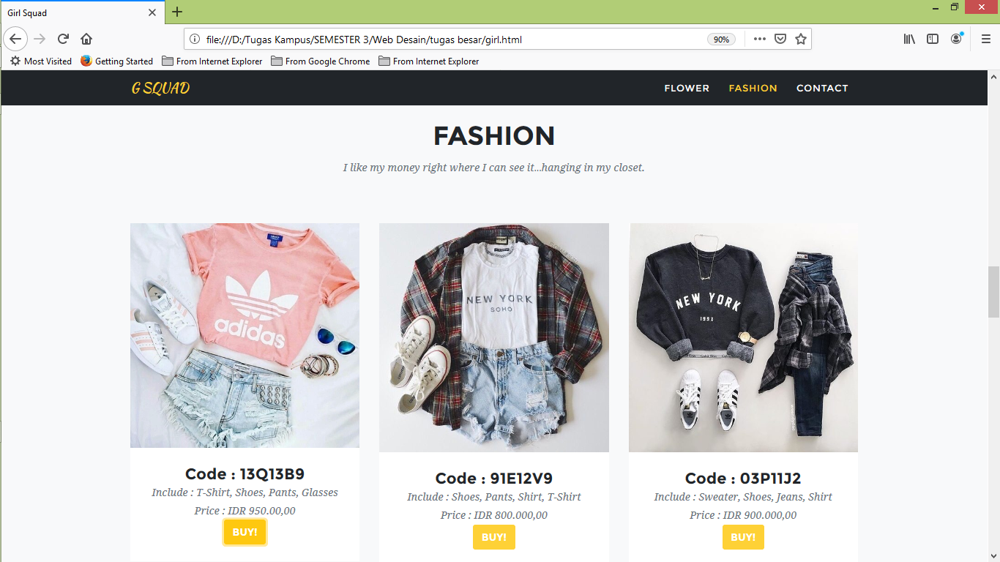 Girl Squad
file:///D:/Tugas Kampus/SEMESTER 3/Web Desain/tugas besar/girl.html
90%
Most Visited
Getting Started
From Internet Explorer
From Google Chrome
From Internet Explorer
G SQUAD
FLOWER
FASHION
CONTACT
FASHION
I like my money right where I can see it...hanging in my closet.
adidas
NEW YORK
SOHO
NEW YORK
199X
Code : 13Q13B9
Include : T-Shirt, Shoes, Pants, Glasses
Price : IDR 950.00,00
BUY!
Code : 91E12V9
Include : Shoes, Pants, Shirt, T-Shirt
Price : IDR 800.000,00
BUY!
Code : 03P11J2
Include : Sweater, Shoes, Jeans, Shirt
Price : IDR 900.000,00
BUY!